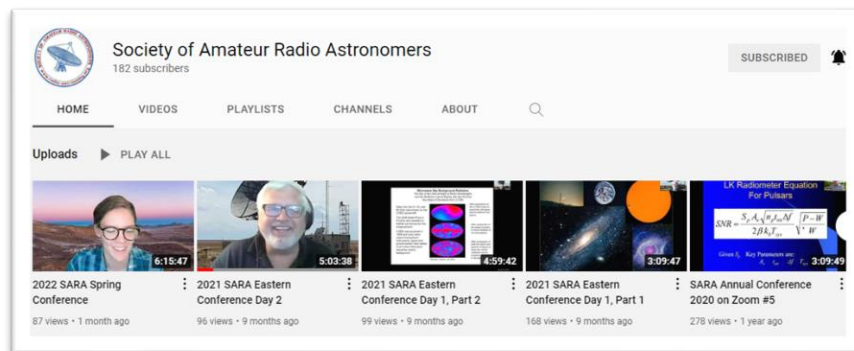 Society of Amateur Radio Astronomers
182 subscribers
SUBSCRIBED
HOME VIDEOS PLAYLISTS CHANNELS ABOUT
Uploads PLAY ALL
6:15:47
5:03:38
4:59:42
3:09:47
LK Radiometer Equation
For Pulsars
3:09:49
2022 SARA Spring
Conference
87 views • 1 month ago
2021 SARA Eastern
Conference Day 2
96 views • 9 months ago
2021 SARA Eastern
Conference Day 1, Part 2
99 views • 9 months ago
2021 SARA Eastern
Conference Day 1, Part 1
168 views • 9 months ago
SARA Annual Conference
2020 on Zoom #5
278 views • 1 year ago